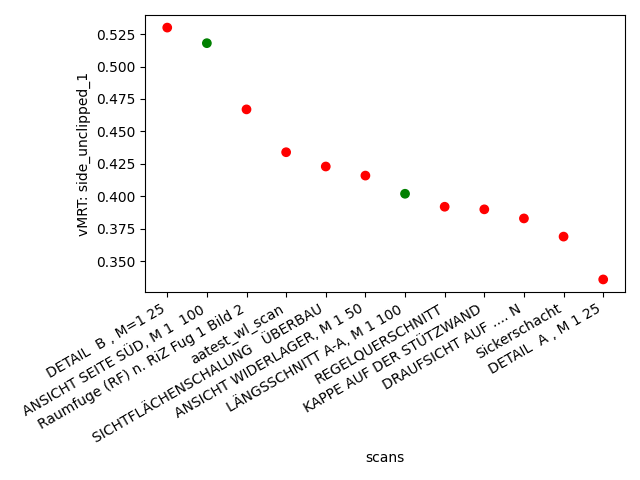 0.525
0.500
0.475
0.450
0.425
0.400
0.375
0.350
vMRT: side_unclipped_1
DETAIL B , M=1 25
ANSICHT SEITE SÜD, M 1 100
Raumfuge (RF) n. RiZ Fug 1 Bild 2
aatest_wl_scan
SICHTFLÄCHENSCHALUNG ÜBERBAU
ANSICHT WIDERLAGER, M 1 50
LÄNGSSCHNITT A-A, M 1 100
REGELQUERSCHNITT
KAPPE AUF DER STÜTZWAND
DRAUFSICHT AUF .... N
Sickerschacht
DETAIL A , M 1 25
scans